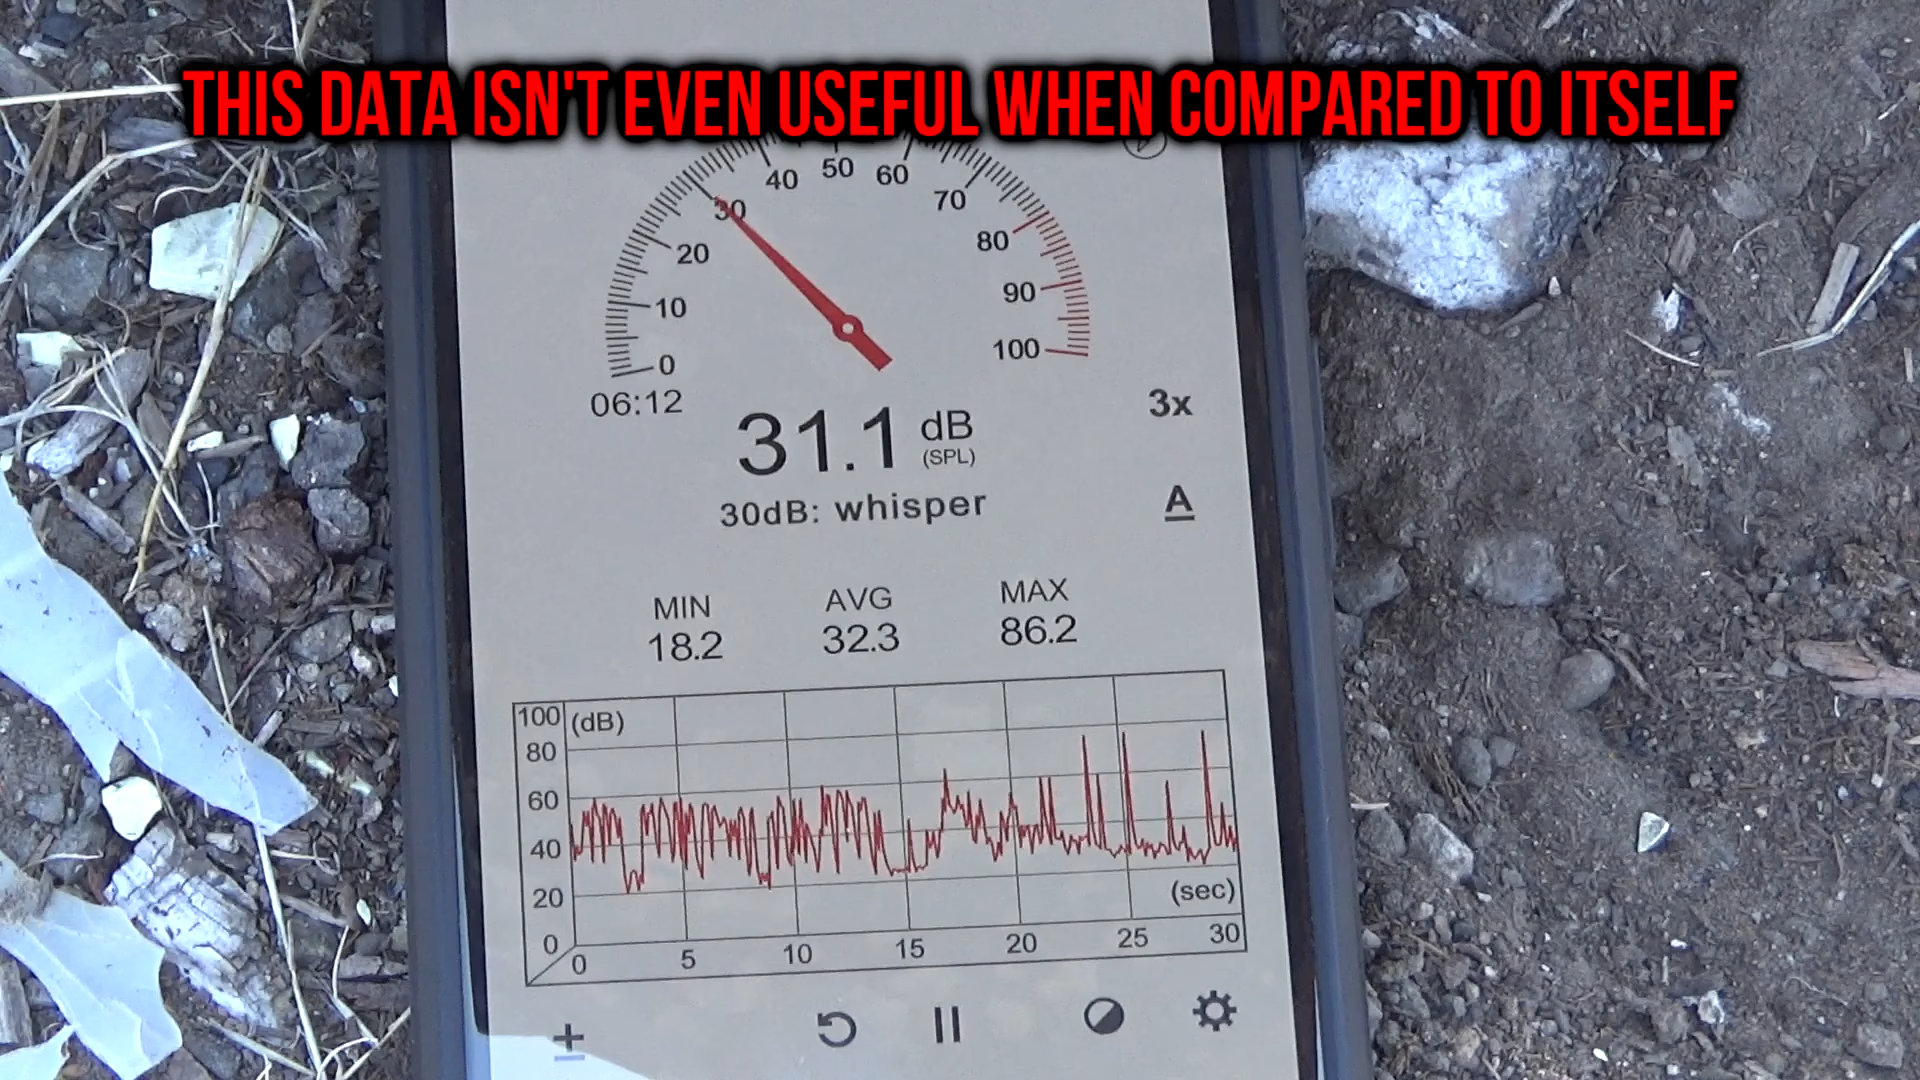 THIS DATA ISN'T EVEN USEFUL WHEN COMPARED TO ITSELF
0 10 20 30 40 50 60 70 80 90 100
06:12
31.1 dB
(SPL)
3x
30dB: whisper
A
MIN AVG MAX
18.2 32.3 86.2
100 (dB)
80
60
40
20
(sec)
0
0 5 10 15 20 25 30